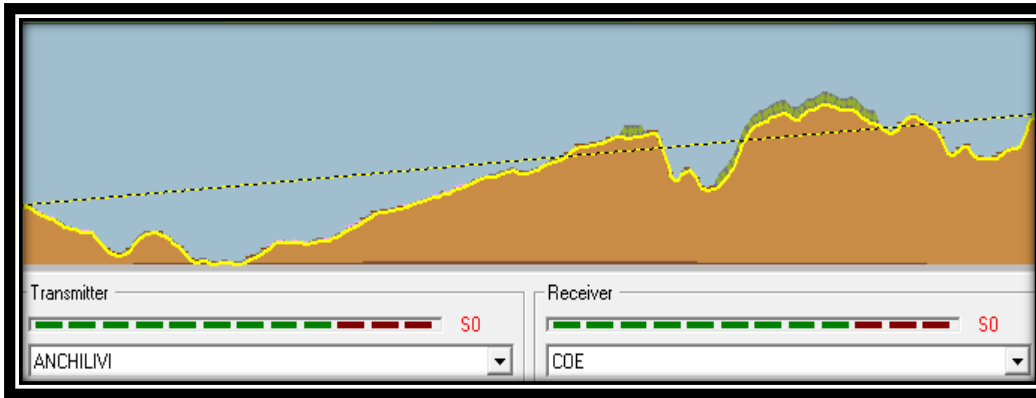 Transmitter
S0
ANCHILIVI
Receiver
S0
COE